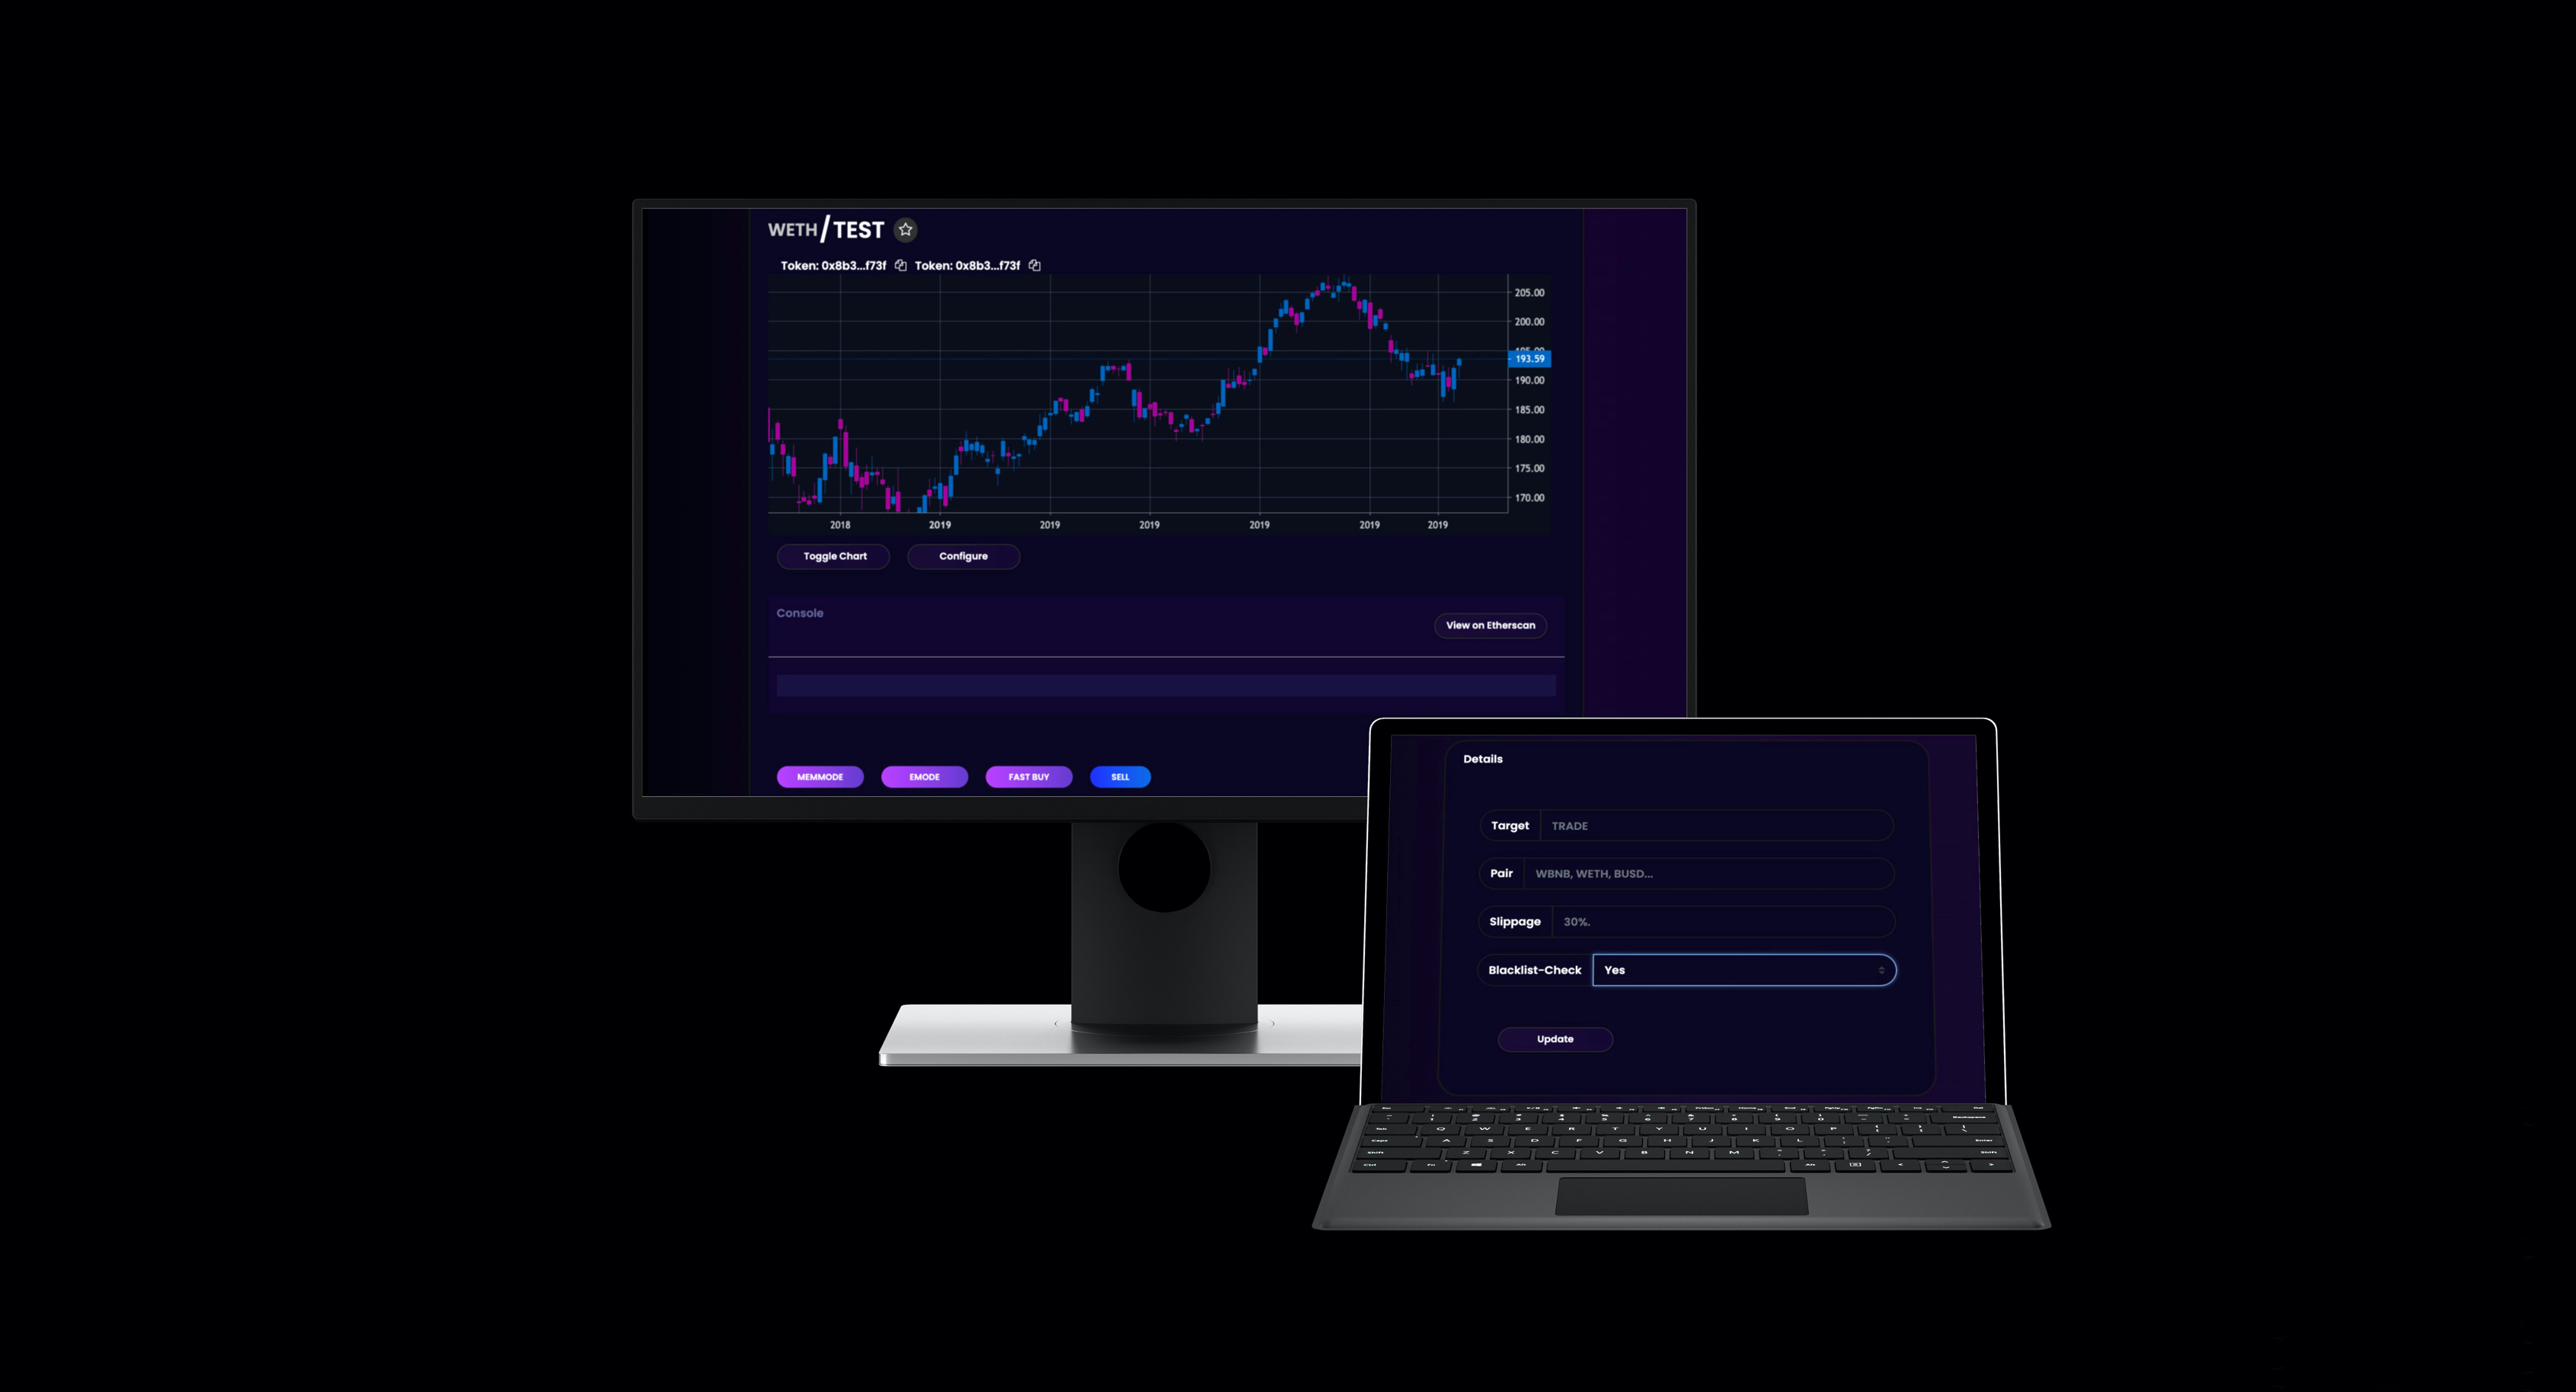 WETH/TEST
Token: 0x8b3...f73f Token: 0x8b3...f73f
205.00
200.00
193.59
190.00
185.00
180.00
175.00
170.00
2018 2019 2019 2019 2019 2019 2019
Toggle Chart Configure
Console
View on Etherscan
MEMMODE EMODE FAST BUY SELL
Details
Target TRADE
Pair WBNB, WETH, BUSD...
Slippage 30%.
Blacklist-Check Yes
Update
Q W E R T Y U I O P
A S D F G H J K L
Z X C V B N M